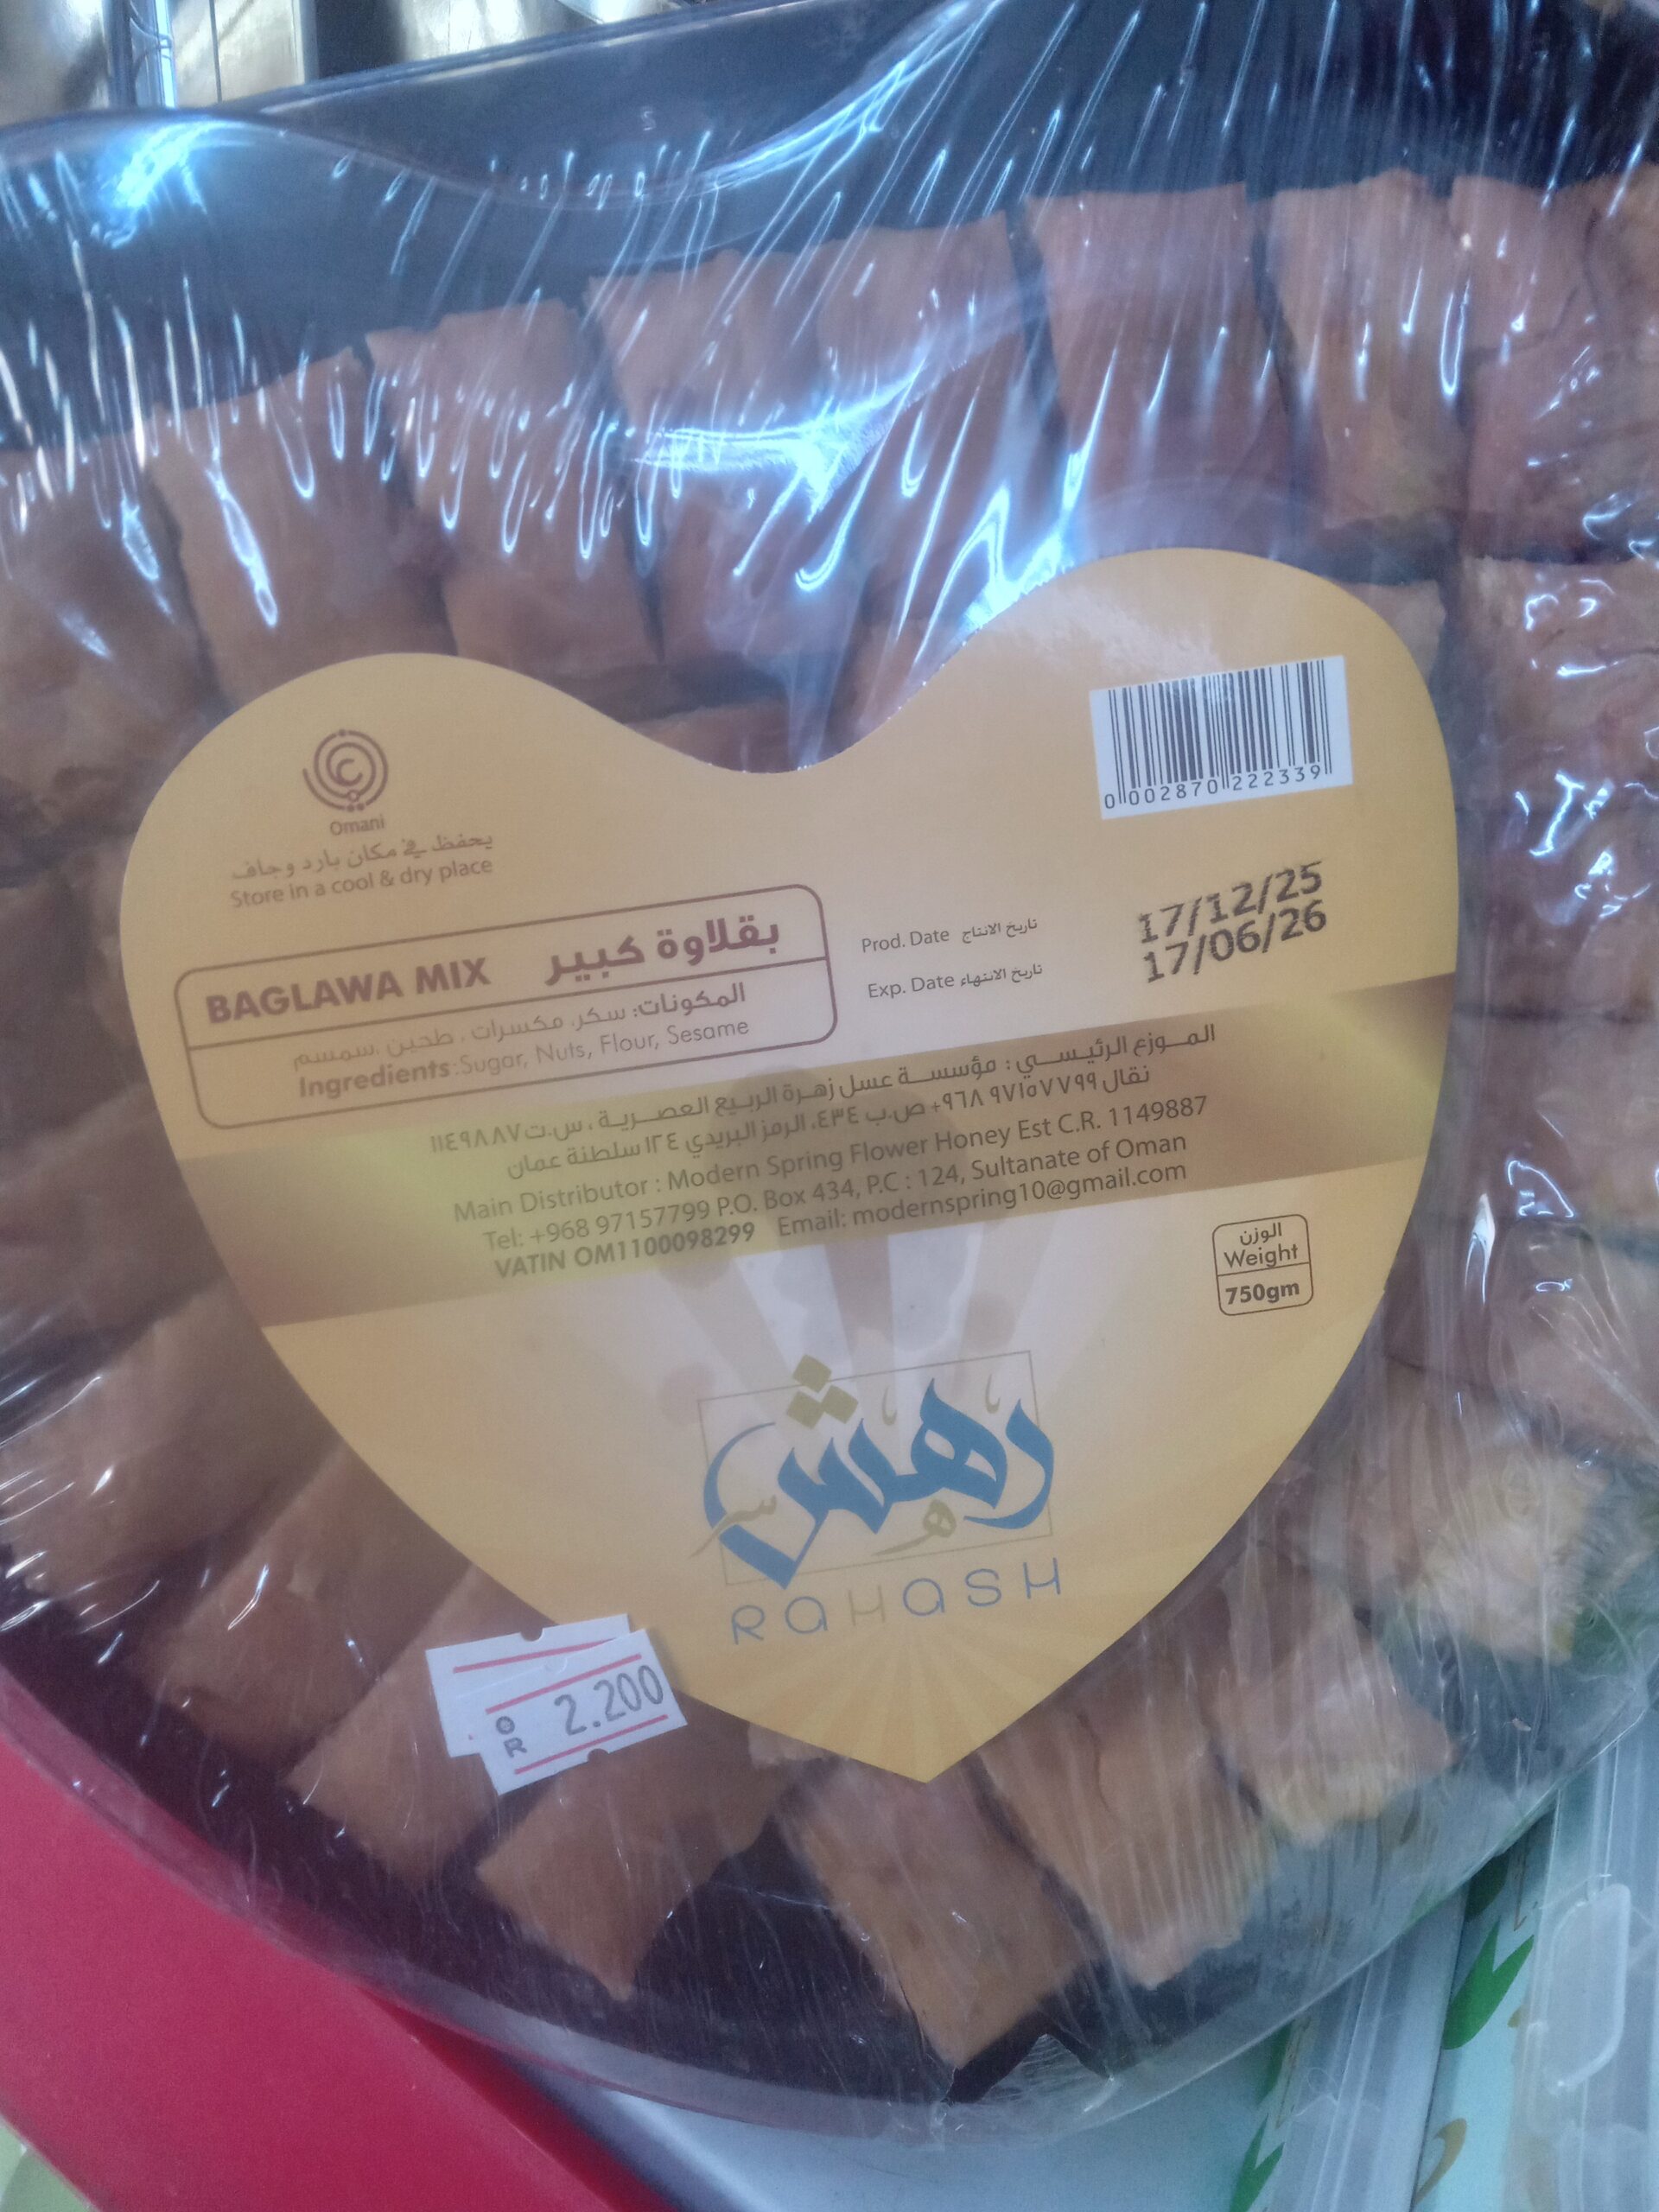 0 002870 222339
Omani
يحفظ في مكان بارد وجاف
Store in a cool & dry place
BAGLAWA MIX بقلاوة كبير
المكونات: سكر، مكسرات، طحين، سمسم
Ingredients:Sugar, Nuts, Flour, Sesame
Prod. Date تاريخ الانتاج 17/12/25
Exp. Date تاريخ الانتهاء 17/06/26
الموزع الرئيسي : مؤسسة عسل زهرة الربيع العصرية ، س.ت١١٤٩٨٨٧
نقال ٩٧١٥٧٧٩٩ ٩٦٨+ ص.ب ٤٣٤، الرمز البريدي ١٢٤ سلطنة عمان
Main Distributor : Modern Spring Flower Honey Est C.R. 1149887
Tel: +968 97157799 P.O. Box 434, P.C : 124, Sultanate of Oman
VATIN OM1100098299 Email: modernspring10@gmail.com
الوزن
Weight
750gm
رهش
RAHASH
OR 2.200